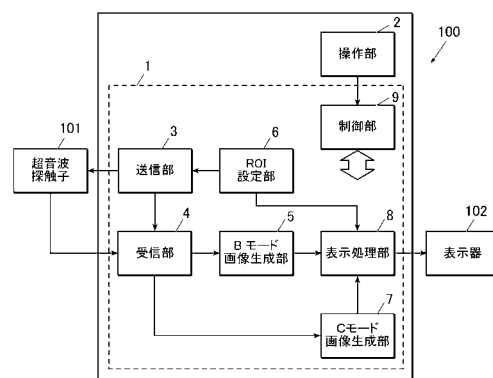 2
100
操作部
1
9
101
3
6
制御部
超音波
探触子
送信部
ROI
設定部
4
5
8
102
受信部
Bモード
画像生成部
表示処理部
表示器
7
Cモード
画像生成部